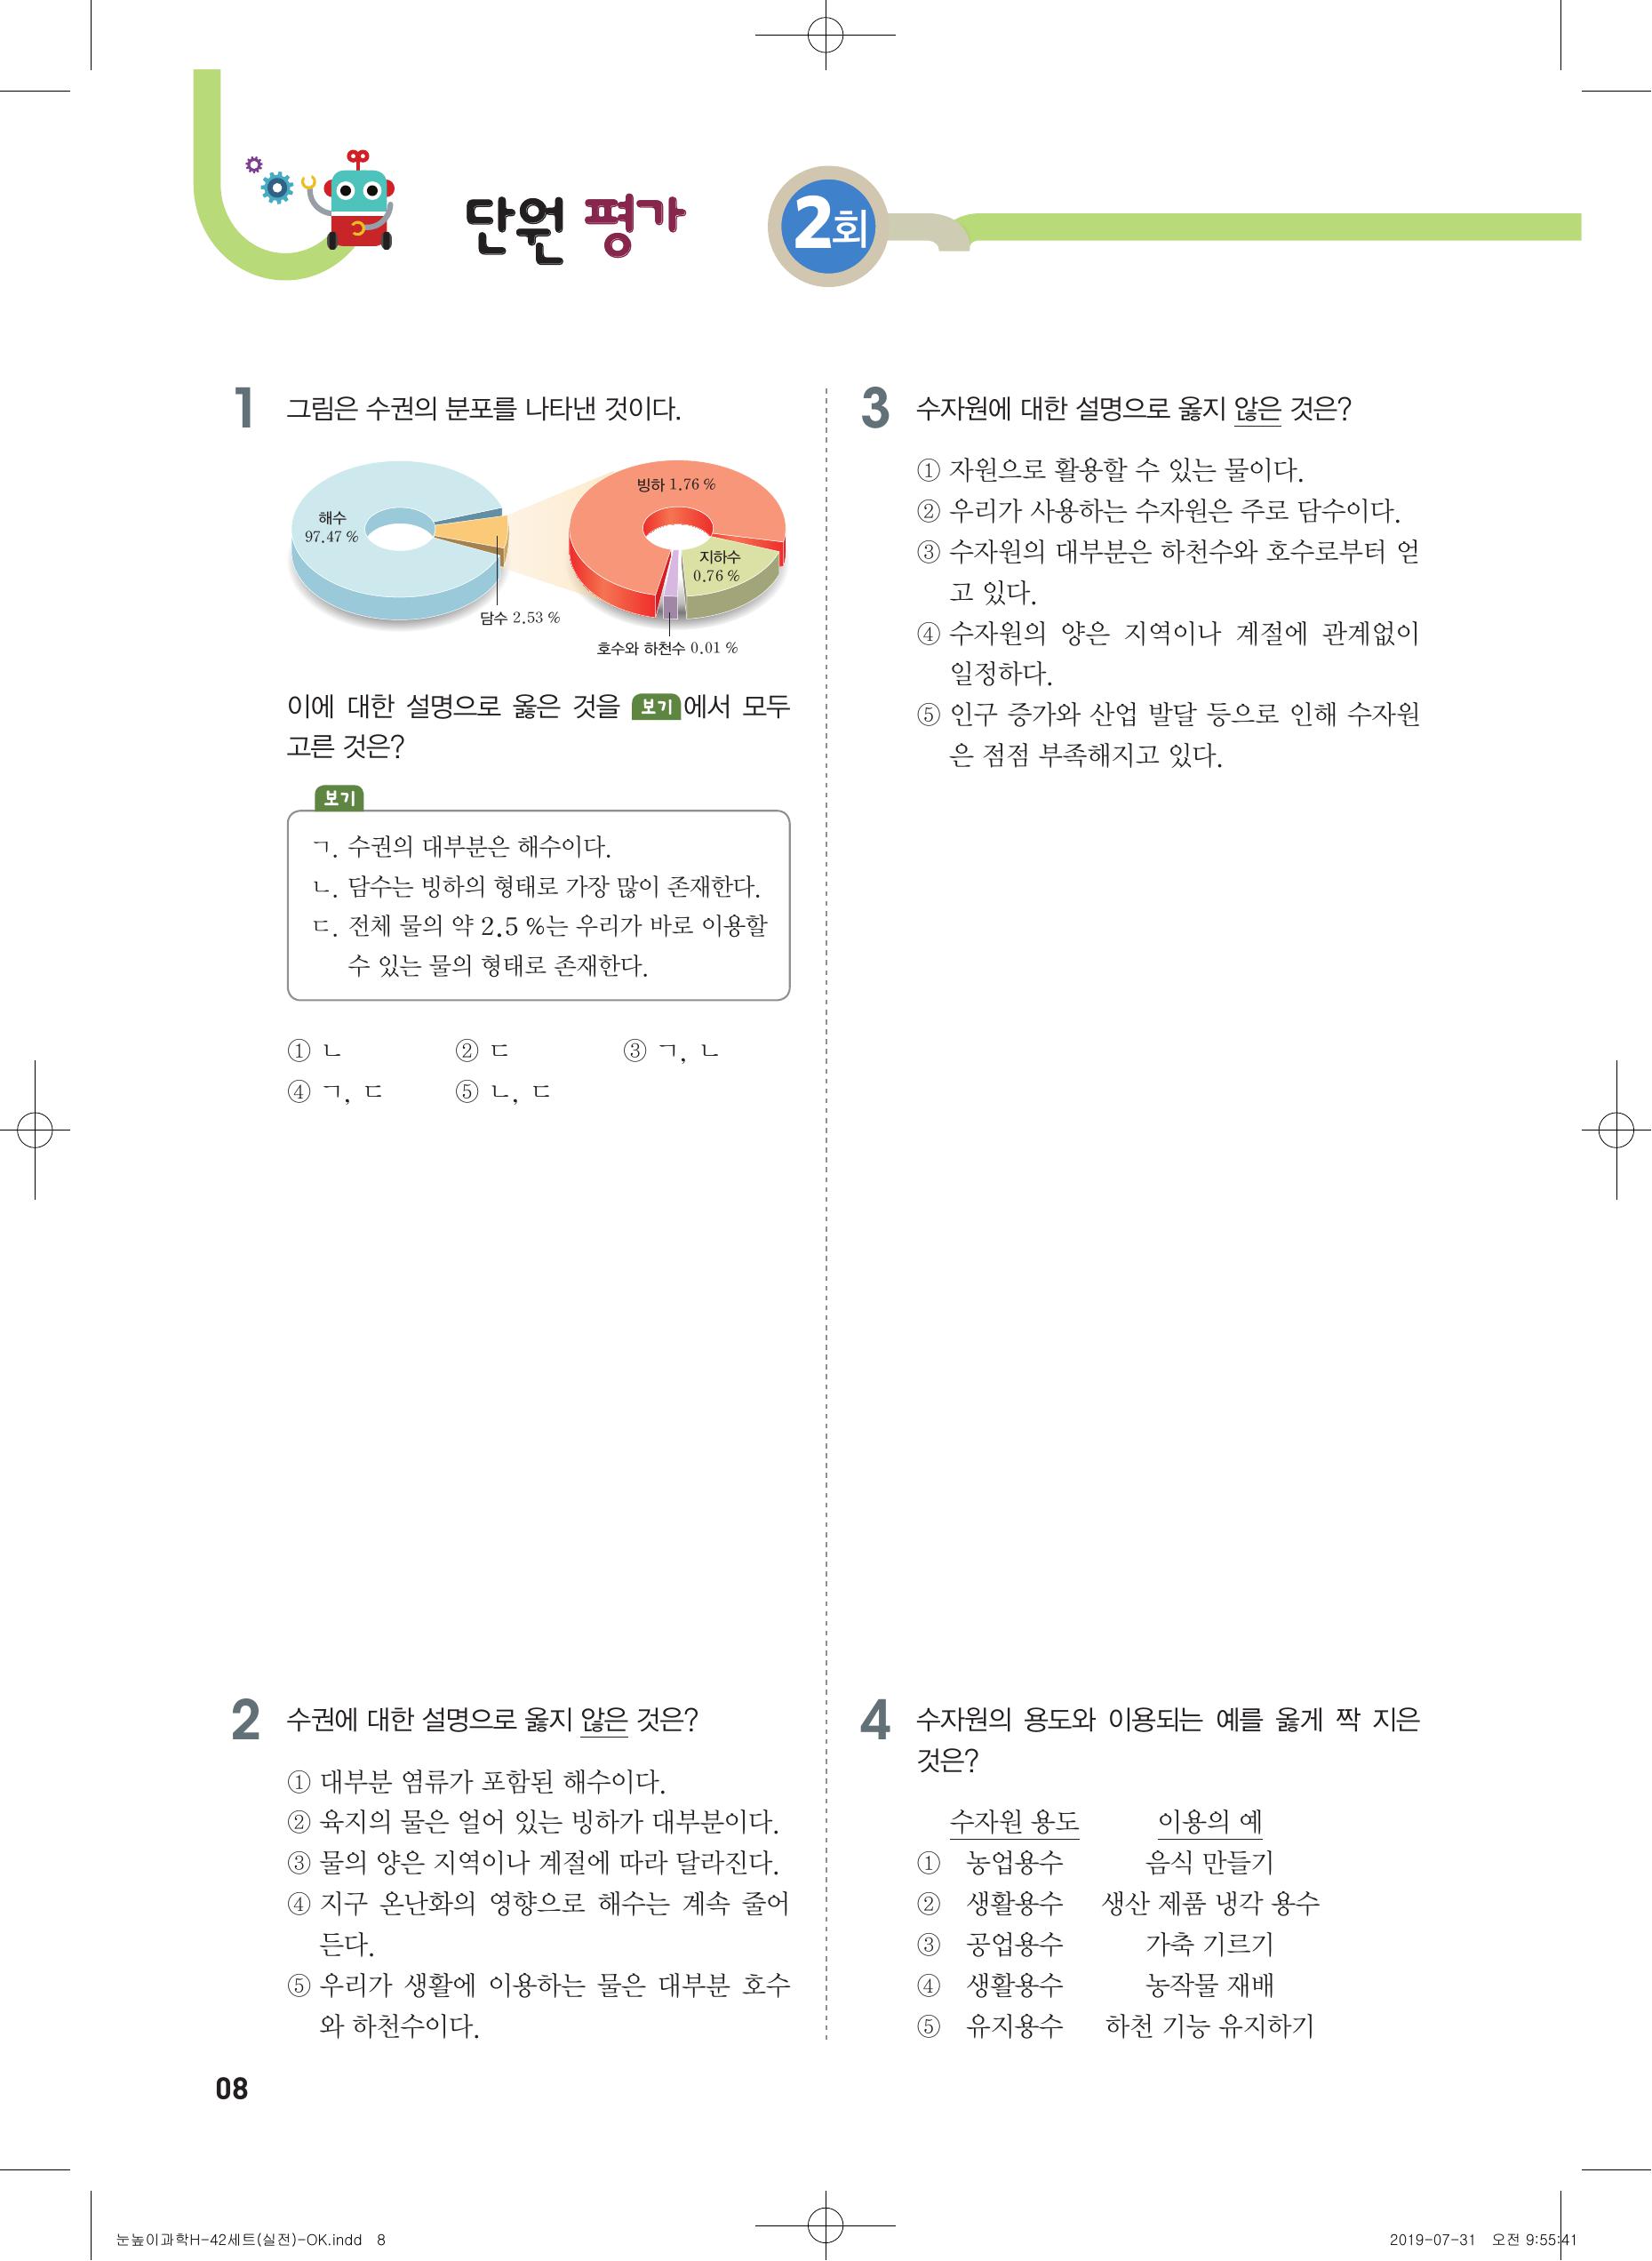 단원 평가
2회
1 그림은 수권의 분포를 나타낸 것이다.
해수
97.47 %
담수 2.53 %
빙하 1.76 %
지하수
0.76 %
호수와 하천수 0.01 %
이에 대한 설명으로 옳은 것을 보기에서 모두
고른 것은?
보기
ㄱ. 수권의 대부분은 해수이다.
ㄴ. 담수는 빙하의 형태로 가장 많이 존재한다.
ㄷ. 전체 물의 약 2.5 %는 우리가 바로 이용할
수 있는 물의 형태로 존재한다.
① ㄴ ② ㄷ ③ ㄱ, ㄴ
④ ㄱ, ㄷ ⑤ ㄴ, ㄷ
2 수권에 대한 설명으로 옳지 않은 것은?
① 대부분 염류가 포함된 해수이다.
② 육지의 물은 얼어 있는 빙하가 대부분이다.
③ 물의 양은 지역이나 계절에 따라 달라진다.
④ 지구 온난화의 영향으로 해수는 계속 줄어
든다.
⑤ 우리가 생활에 이용하는 물은 대부분 호수
와 하천수이다.
3 수자원에 대한 설명으로 옳지 않은 것은?
① 자원으로 활용할 수 있는 물이다.
② 우리가 사용하는 수자원은 주로 담수이다.
③ 수자원의 대부분은 하천수와 호수로부터 얻
고 있다.
④ 수자원의 양은 지역이나 계절에 관계없이
일정하다.
⑤ 인구 증가와 산업 발달 등으로 인해 수자원
은 점점 부족해지고 있다.
4 수자원의 용도와 이용되는 예를 옳게 짝 지은
것은?
수자원 용도 이용의 예
① 농업용수 음식 만들기
② 생활용수 생산 제품 냉각 용수
③ 공업용수 가축 기르기
④ 생활용수 농작물 재배
⑤ 유지용수 하천 기능 유지하기
08
눈높이과학H-42세트(실전)-OK.indd 8
2019-07-31 오전 9:55:41